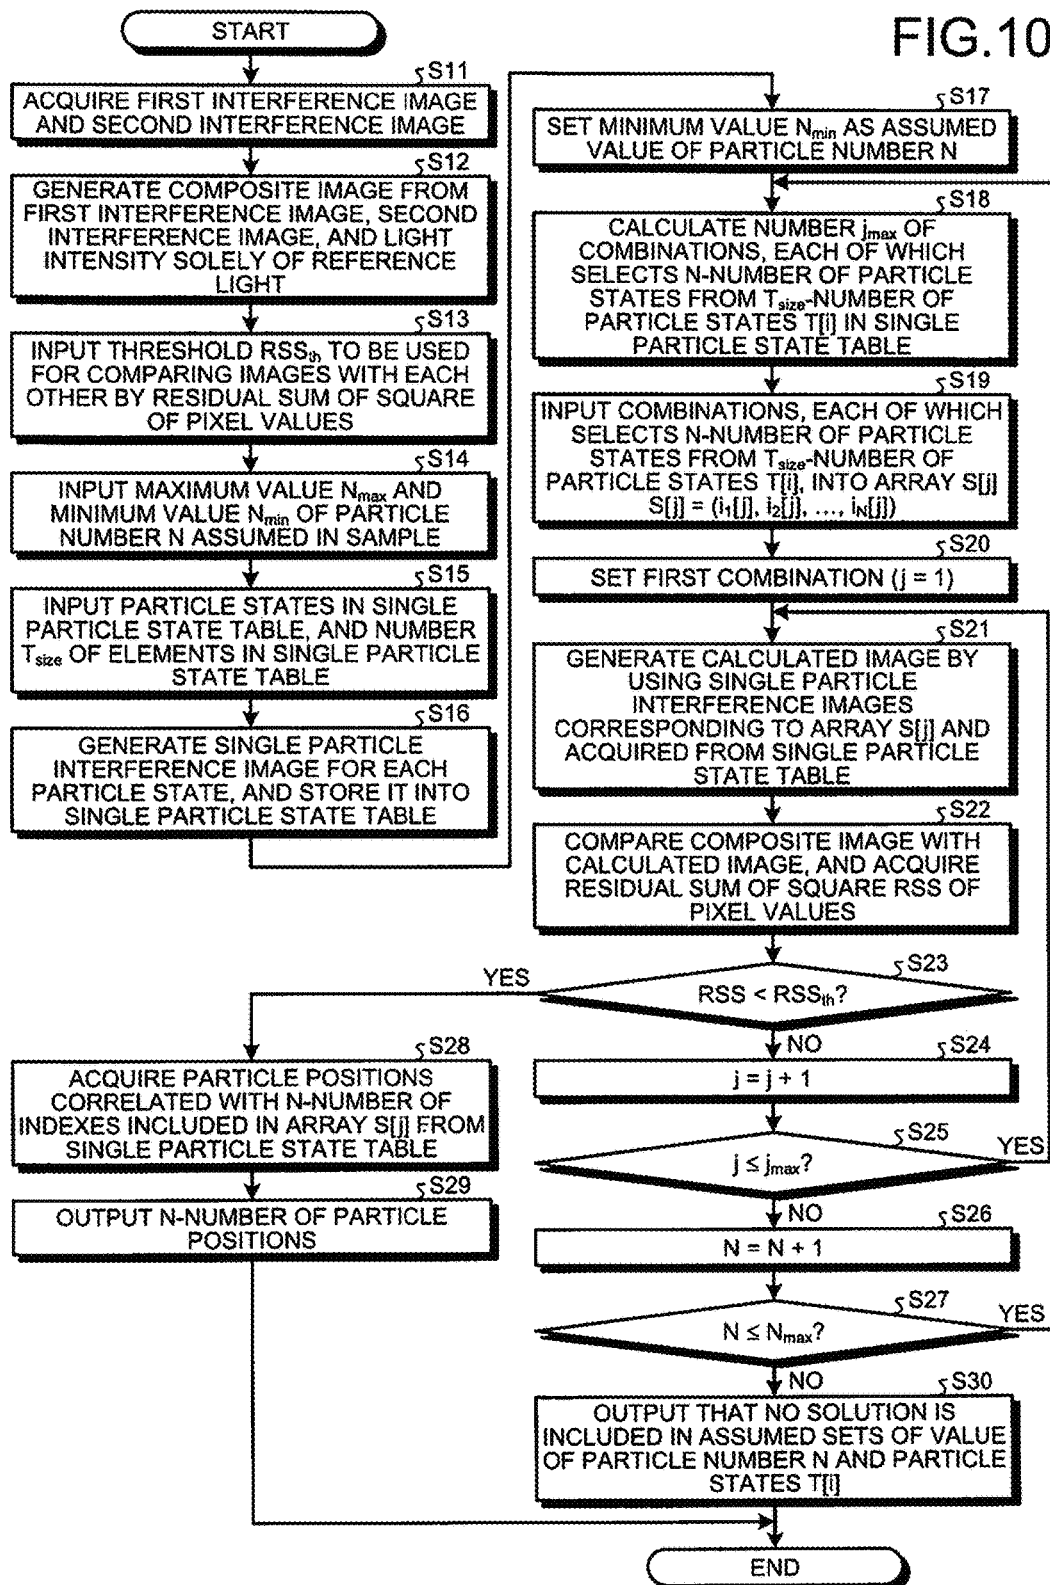 FIG.10
START
S11
ACQUIRE FIRST INTERFERENCE IMAGE
AND SECOND INTERFERENCE IMAGE
S12
GENERATE COMPOSITE IMAGE FROM
FIRST INTERFERENCE IMAGE, SECOND
INTERFERENCE IMAGE, AND LIGHT
INTENSITY SOLELY OF REFERENCE
LIGHT
S13
INPUT THRESHOLD RSSth TO BE USED
FOR COMPARING IMAGES WITH EACH
OTHER BY RESIDUAL SUM OF SQUARE
OF PIXEL VALUES
S14
INPUT MAXIMUM VALUE Nmax AND
MINIMUM VALUE Nmin OF PARTICLE
NUMBER N ASSUMED IN SAMPLE
S15
INPUT PARTICLE STATES IN SINGLE
PARTICLE STATE TABLE, AND NUMBER
Tsize OF ELEMENTS IN SINGLE PARTICLE
STATE TABLE
S16
GENERATE SINGLE PARTICLE
INTERFERENCE IMAGE FOR EACH
PARTICLE STATE, AND STORE IT INTO
SINGLE PARTICLE STATE TABLE
S17
SET MINIMUM VALUE Nmin AS ASSUMED
VALUE OF PARTICLE NUMBER N
S18
CALCULATE NUMBER jmax OF
COMBINATIONS, EACH OF WHICH
SELECTS N-NUMBER OF PARTICLE
STATES FROM Tsize-NUMBER OF
PARTICLE STATES T[i] IN SINGLE
PARTICLE STATE TABLE
S19
INPUT COMBINATIONS, EACH OF WHICH
SELECTS N-NUMBER OF PARTICLE
STATES FROM Tsize-NUMBER OF
PARTICLE STATES T[i], INTO ARRAY S[j]
S[j] = (i1[j], i2[j], ..., iN[j])
S20
SET FIRST COMBINATION (j = 1)
S21
GENERATE CALCULATED IMAGE BY
USING SINGLE PARTICLE
INTERFERENCE IMAGES
CORRESPONDING TO ARRAY S[j] AND
ACQUIRED FROM SINGLE PARTICLE
STATE TABLE
S22
COMPARE COMPOSITE IMAGE WITH
CALCULATED IMAGE, AND ACQUIRE
RESIDUAL SUM OF SQUARE RSS OF
PIXEL VALUES
S23
RSS < RSSth?
YES
NO
S24
j = j + 1
S25
j ≤ jmax?
YES
NO
S26
N = N + 1
S27
N ≤ Nmax?
YES
NO
S28
ACQUIRE PARTICLE POSITIONS
CORRELATED WITH N-NUMBER OF
INDEXES INCLUDED IN ARRAY S[j] FROM
SINGLE PARTICLE STATE TABLE
S29
OUTPUT N-NUMBER OF PARTICLE
POSITIONS
S30
OUTPUT THAT NO SOLUTION IS
INCLUDED IN ASSUMED SETS OF VALUE
OF PARTICLE NUMBER N AND PARTICLE
STATES T[i]
END